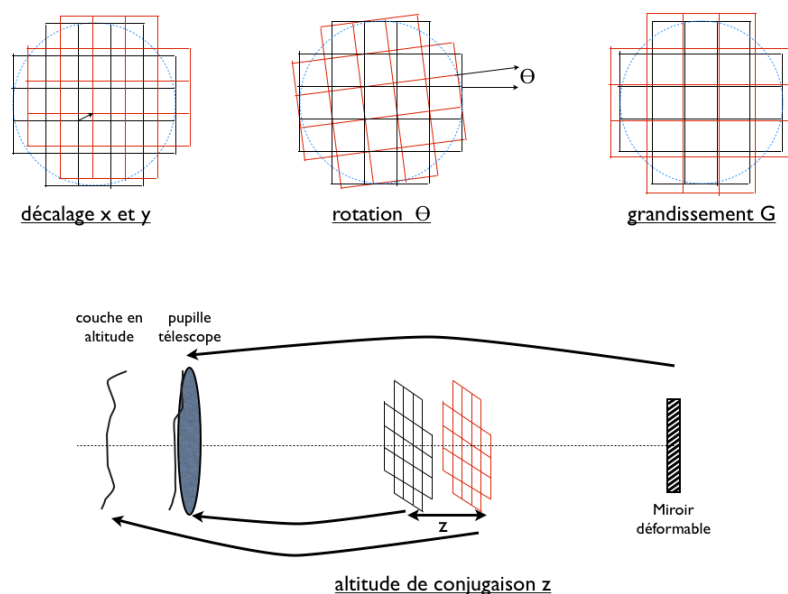 Θ
décalage x et y
rotation Θ
grandissement G
couche en
altitude
pupille
télescope
z
Miroir
déformable
altitude de conjugaison z